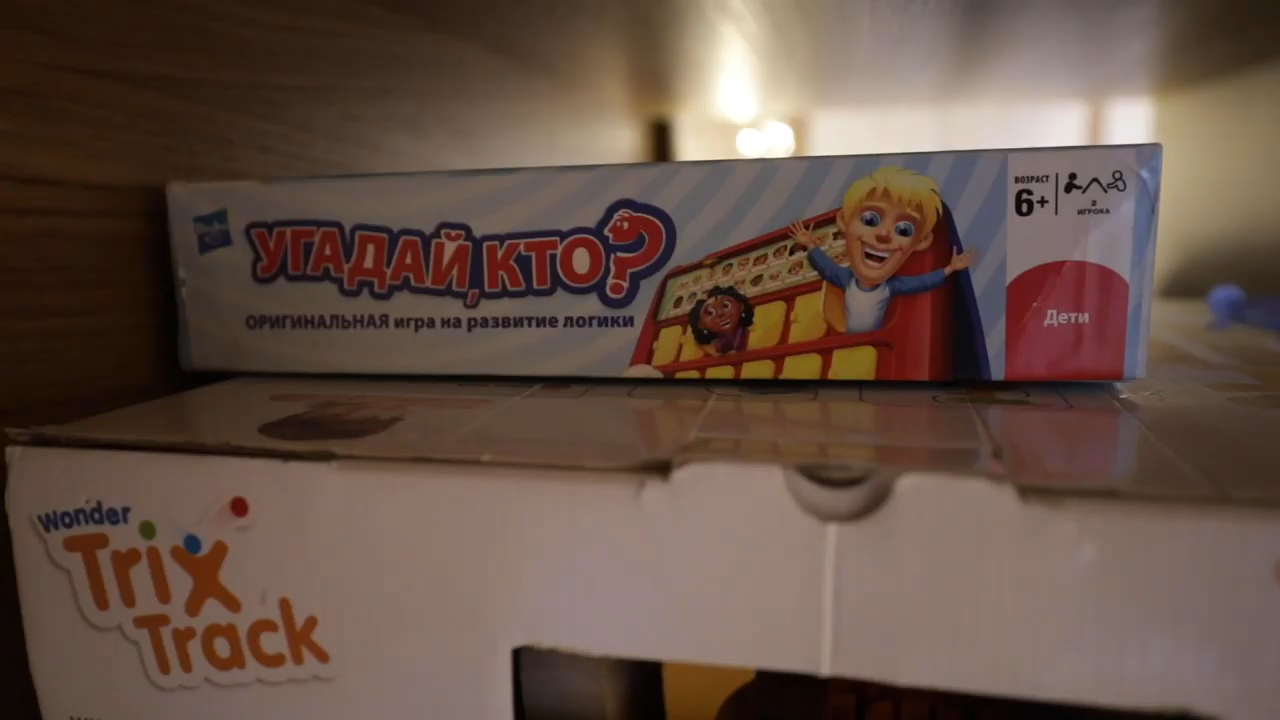 УГАДАЙ, КТО?
ОРИГИНАЛЬНАЯ игра на развитие логики
ВОЗРАСТ
6+
2
ИГРОКА
Дети
wonder
Trix
Track